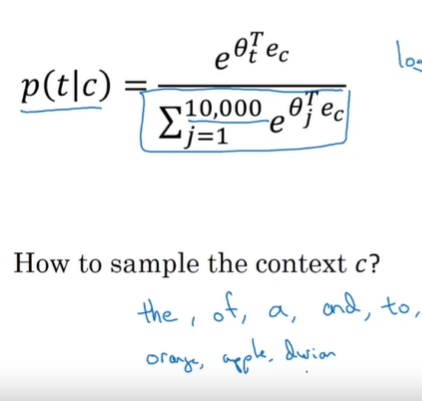 p(t|c) = e^{θ_t^T e_c} / Σ_{j=1}^{10,000} e^{θ_j^T e_c}
How to sample the context c?
the, of, a, and, to,
orange, apple, durian